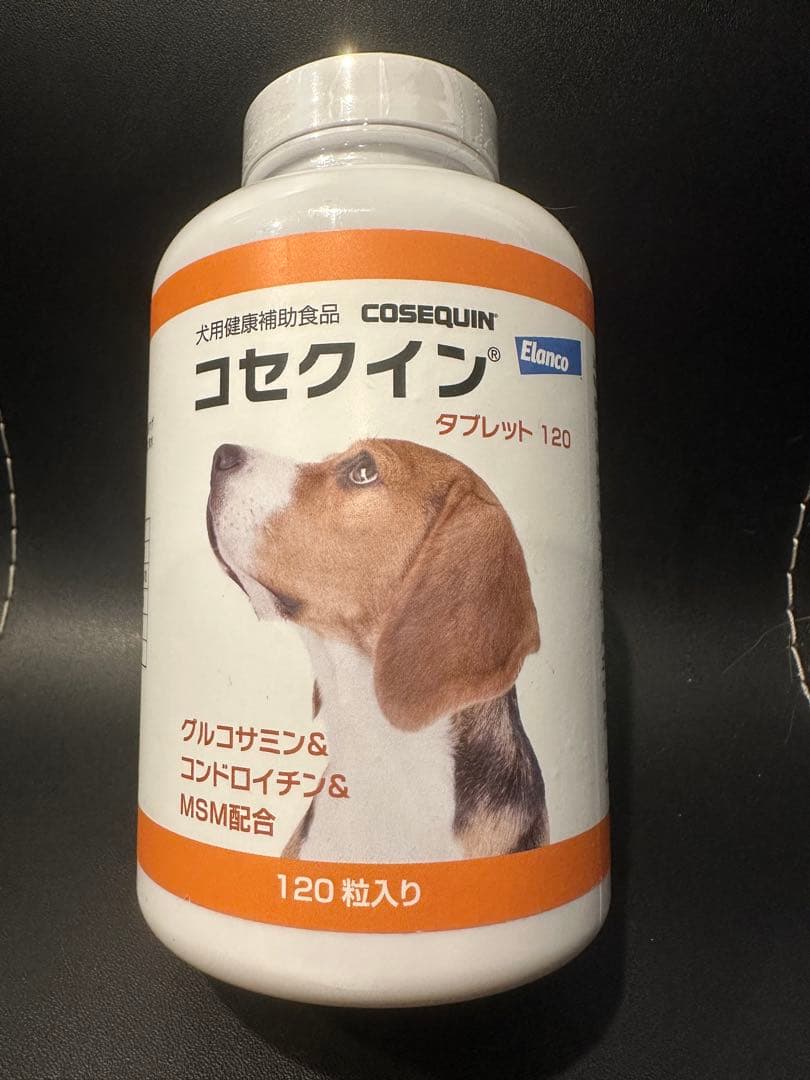 犬用健康補助食品 COSEQUIN®
コセクイン®
Elanco
タブレット 120
グルコサミン&
コンドロイチン&
MSM配合
120 粒入り